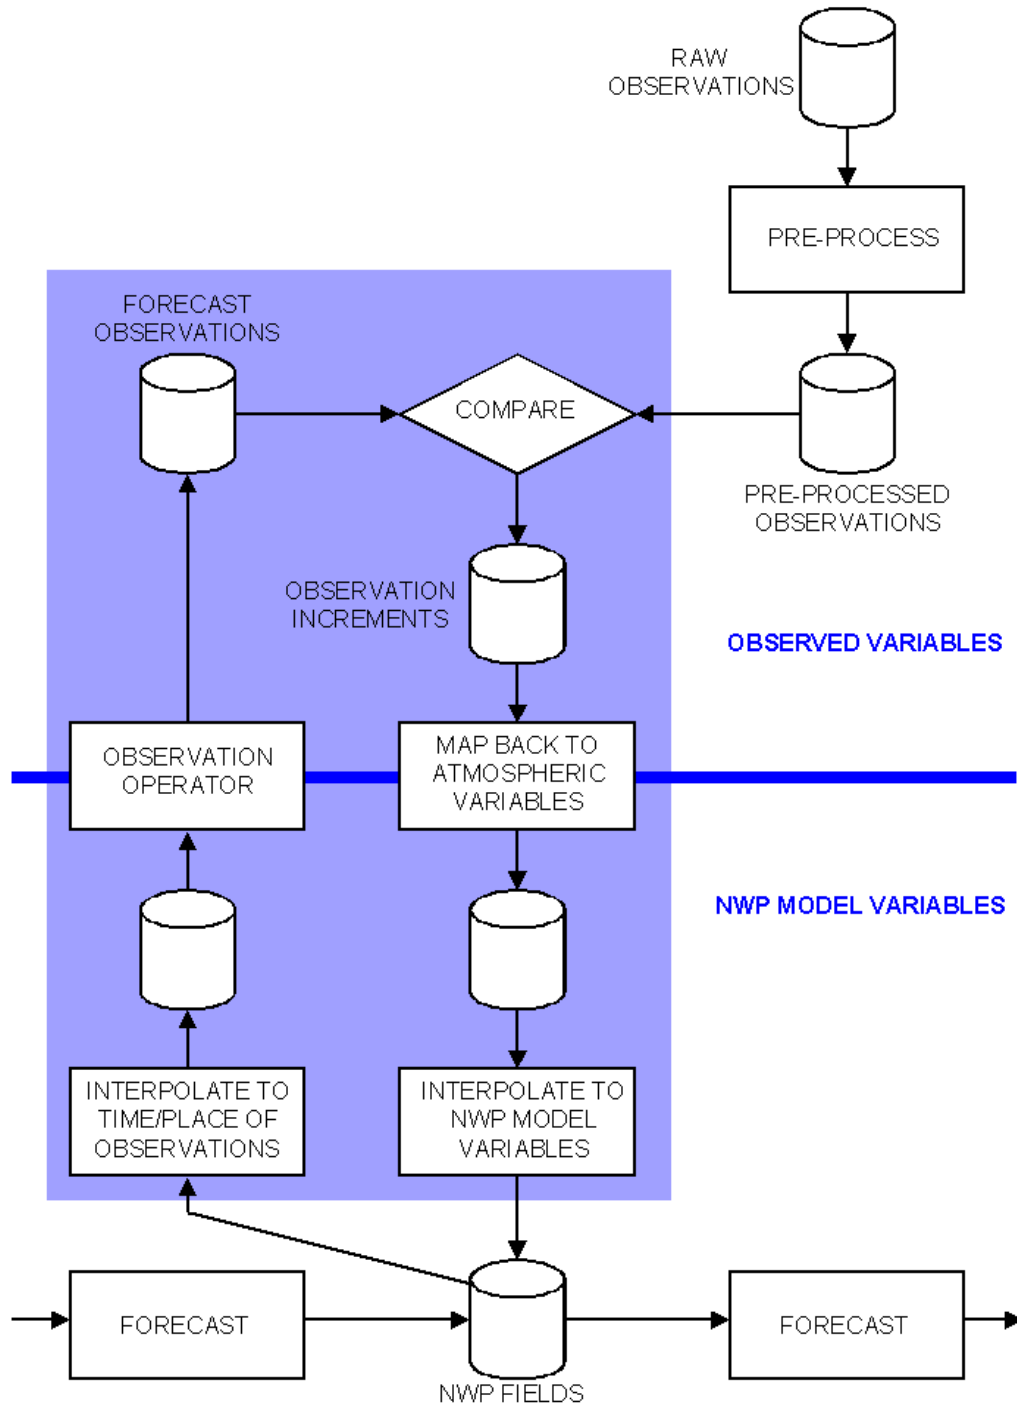 RAW
OBSERVATIONS
PRE-PROCESS
FORECAST
OBSERVATIONS
COMPARE
PRE-PROCESSED
OBSERVATIONS
OBSERVATION
INCREMENTS
OBSERVED VARIABLES
OBSERVATION
OPERATOR
MAP BACK TO
ATMOSPHERIC
VARIABLES
NWP MODEL VARIABLES
INTERPOLATE TO
TIME/PLACE OF
OBSERVATIONS
INTERPOLATE TO
NWP MODEL
VARIABLES
FORECAST
FORECAST
NWP FIELDS